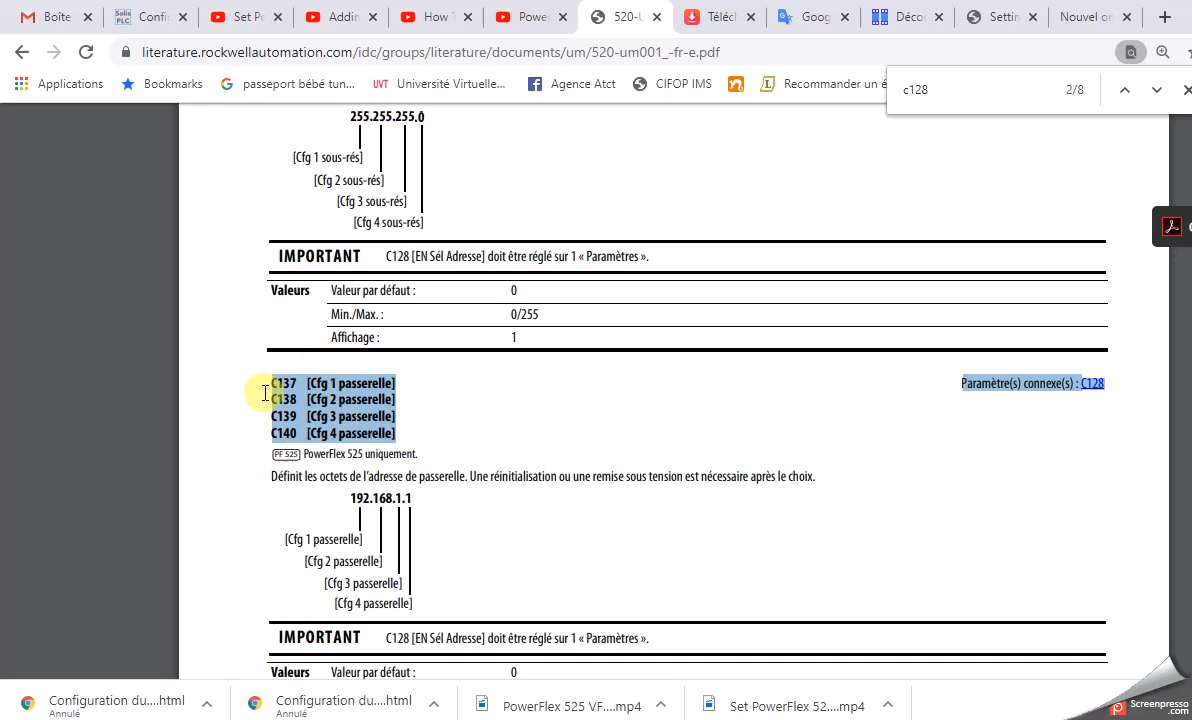 Boîte
Config
Set Po
Addin
How T
Power
520-U
Téléch
Goog
Décor
Settin
Nouvel on
literature.rockwellautomation.com/idc/groups/literature/documents/um/520-um001_-fr-e.pdf
Applications
Bookmarks
passeport bébé tun...
UVT Université Virtuelle...
Agence Atct
CIFOP IMS
Recommander un é
c128
2/8
255.255.255.0
[Cfg 1 sous-rés]
[Cfg 2 sous-rés]
[Cfg 3 sous-rés]
[Cfg 4 sous-rés]
IMPORTANT C128 [EN Sél Adresse] doit être réglé sur 1 « Paramètres ».
Valeurs Valeur par défaut : 0
Min./Max. : 0/255
Affichage : 1
C137 [Cfg 1 passerelle] Paramètre(s) connexe(s) : C128
C138 [Cfg 2 passerelle]
C139 [Cfg 3 passerelle]
C140 [Cfg 4 passerelle]
PF 525 PowerFlex 525 uniquement.
Définit les octets de l'adresse de passerelle. Une réinitialisation ou une remise sous tension est nécessaire après le choix.
192.168.1.1
[Cfg 1 passerelle]
[Cfg 2 passerelle]
[Cfg 3 passerelle]
[Cfg 4 passerelle]
IMPORTANT C128 [EN Sél Adresse] doit être réglé sur 1 « Paramètres ».
Valeurs Valeur par défaut : 0
Configuration du....html
Annulé
Configuration du....html
Annulé
PowerFlex 525 VF....mp4
Set PowerFlex 52....mp4
Screenpresso
.com